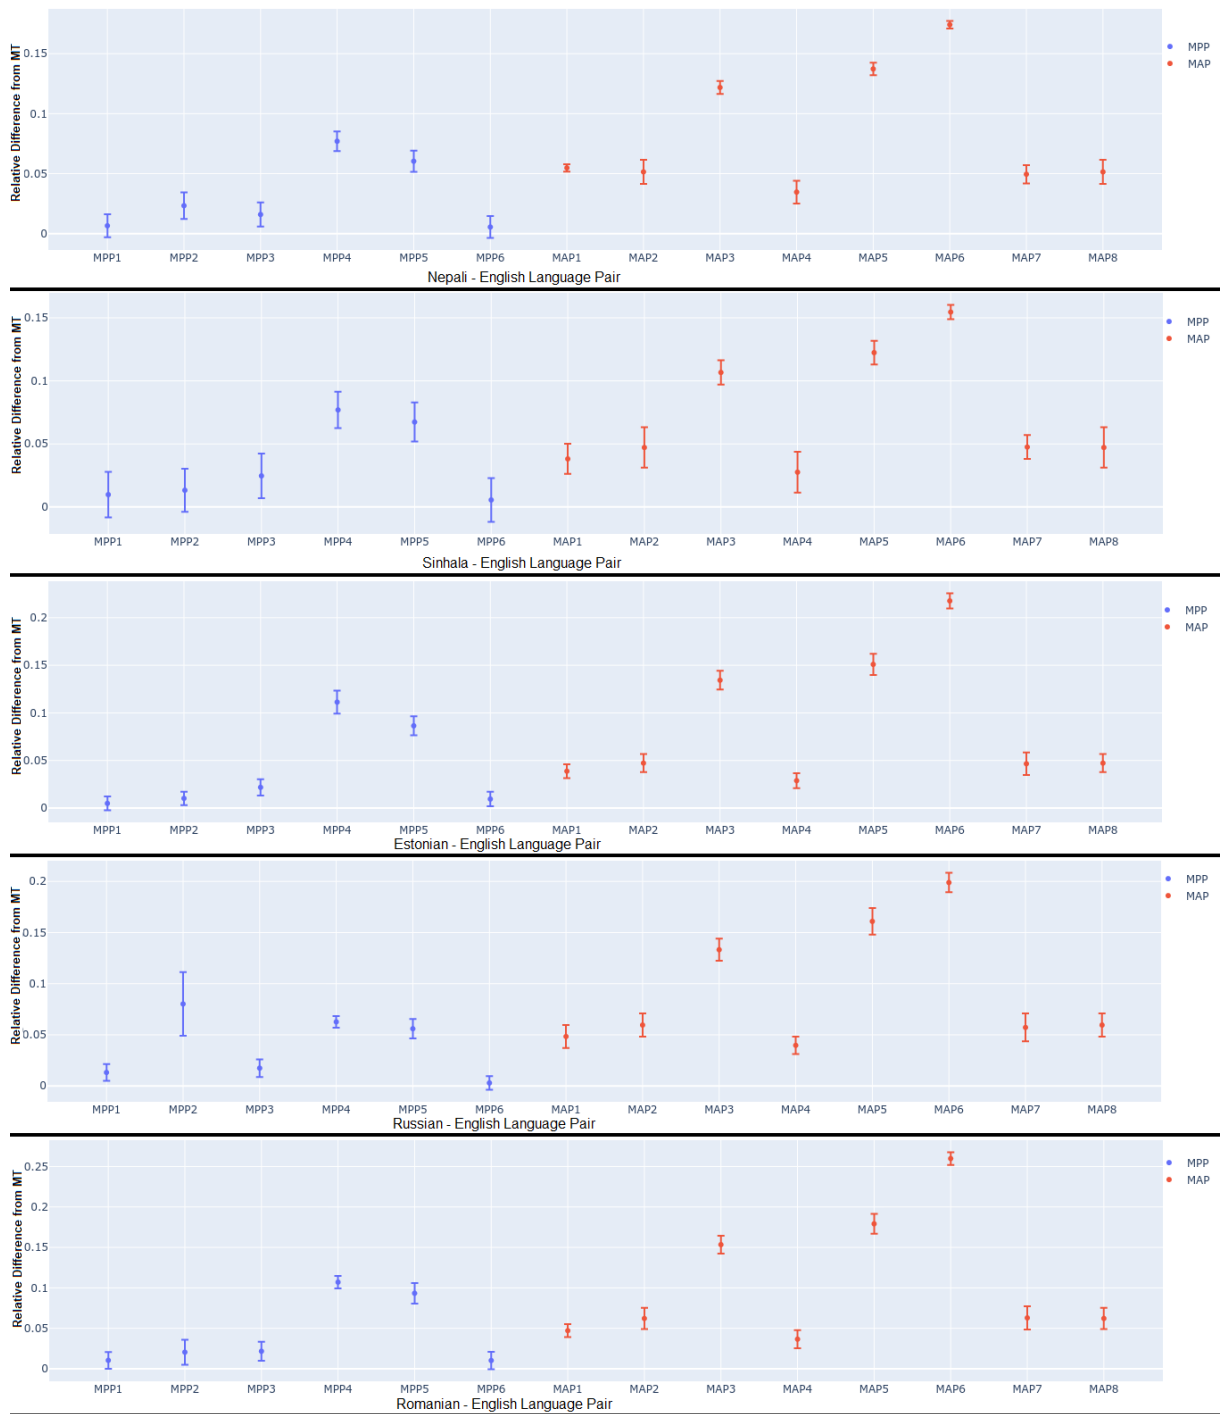 Relative Difference from MT
0.15
0.1
0.05
0
MPP1 MPP2 MPP3 MPP4 MPP5 MPP6 MAP1 MAP2 MAP3 MAP4 MAP5 MAP6 MAP7 MAP8
MPP
MAP
Nepali - English Language Pair
Relative Difference from MT
0.15
0.1
0.05
0
MPP1 MPP2 MPP3 MPP4 MPP5 MPP6 MAP1 MAP2 MAP3 MAP4 MAP5 MAP6 MAP7 MAP8
MPP
MAP
Sinhala - English Language Pair
Relative Difference from MT
0.2
0.15
0.1
0.05
0
MPP1 MPP2 MPP3 MPP4 MPP5 MPP6 MAP1 MAP2 MAP3 MAP4 MAP5 MAP6 MAP7 MAP8
MPP
MAP
Estonian - English Language Pair
Relative Difference from MT
0.2
0.15
0.1
0.05
0
MPP1 MPP2 MPP3 MPP4 MPP5 MPP6 MAP1 MAP2 MAP3 MAP4 MAP5 MAP6 MAP7 MAP8
MPP
MAP
Russian - English Language Pair
Relative Difference from MT
0.25
0.2
0.15
0.1
0.05
0
MPP1 MPP2 MPP3 MPP4 MPP5 MPP6 MAP1 MAP2 MAP3 MAP4 MAP5 MAP6 MAP7 MAP8
MPP
MAP
Romanian - English Language Pair